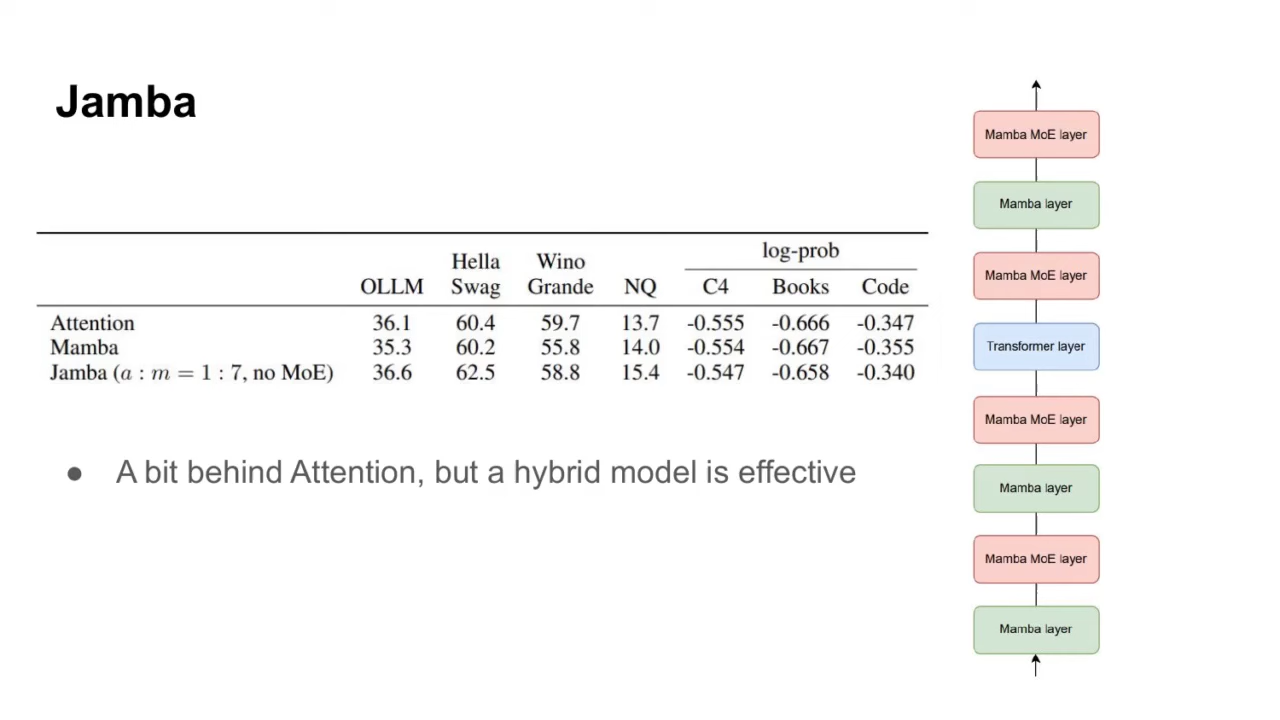 Jamba
log-prob
Hella Wino
OLLM Swag Grande NQ C4 Books Code
Attention 36.1 60.4 59.7 13.7 -0.555 -0.666 -0.347
Mamba 35.3 60.2 55.8 14.0 -0.554 -0.667 -0.355
Jamba (a : m = 1 : 7, no MoE) 36.6 62.5 58.8 15.4 -0.547 -0.658 -0.340
● A bit behind Attention, but a hybrid model is effective
Mamba MoE layer
Mamba layer
Mamba MoE layer
Transformer layer
Mamba MoE layer
Mamba layer
Mamba MoE layer
Mamba layer